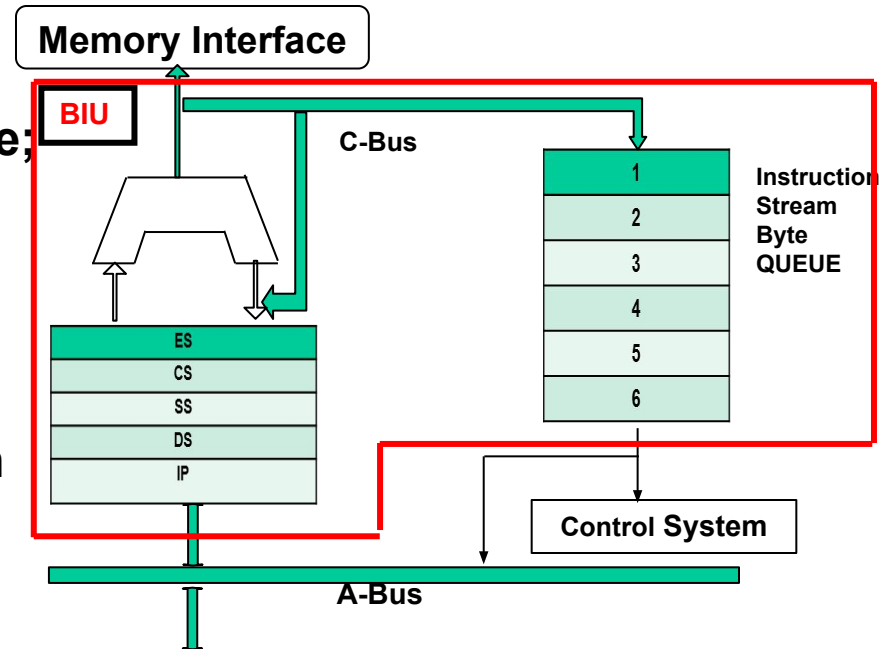 Memory Interface
BIU
e;
C-Bus
1
2
3
4
5
6
Instruction
Stream
Byte
QUEUE
ES
CS
SS
DS
IP
n
Control System
A-Bus